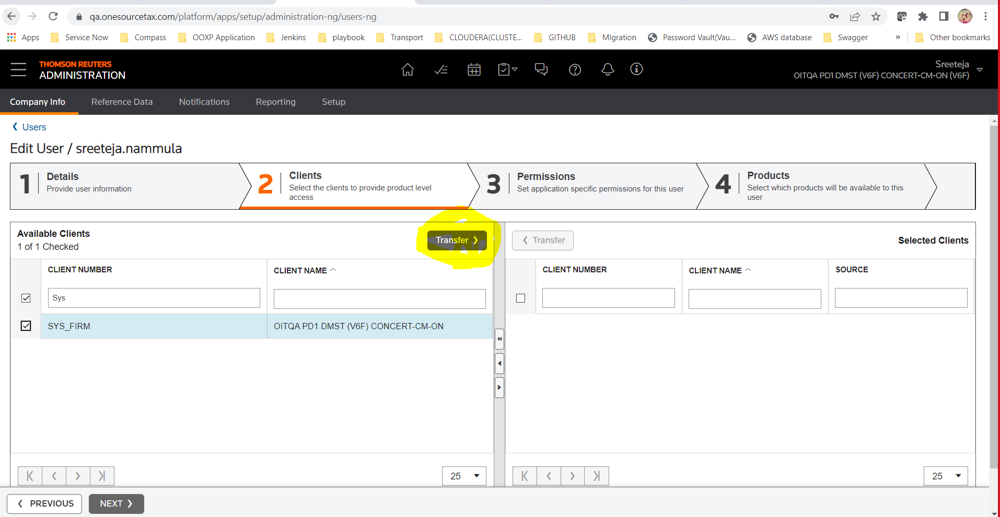 qa.onesourcetax.com/platform/apps/setup/administration-ng/users-ng
Apps Service Now Compass OOXP Application Jenkins playbook Transport CLOUDERA(CLUSTE... GITHUB MIgration Password Vault(Vau... AWS database Swagger » Other bookmarks
THOMSON REUTERS
ADMINISTRATION
Sreeteja
OITQA PD1 DMST (V6F) CONCERT-CM-ON (V6F)
Company Info Reference Data Notifications Reporting Setup
Users
Edit User / sreeteja.nammula
1 Details
Provide user information
2 Clients
Select the clients to provide product level
access
3 Permissions
Set application specific permissions for this user
4 Products
Select which products will be available to this
user
Available Clients
1 of 1 Checked
Transfer
Transfer
Selected Clients
CLIENT NUMBER CLIENT NAME
CLIENT NUMBER CLIENT NAME SOURCE
Sys
SYS_FIRM OITQA PD1 DMST (V6F) CONCERT-CM-ON
25
25
PREVIOUS NEXT